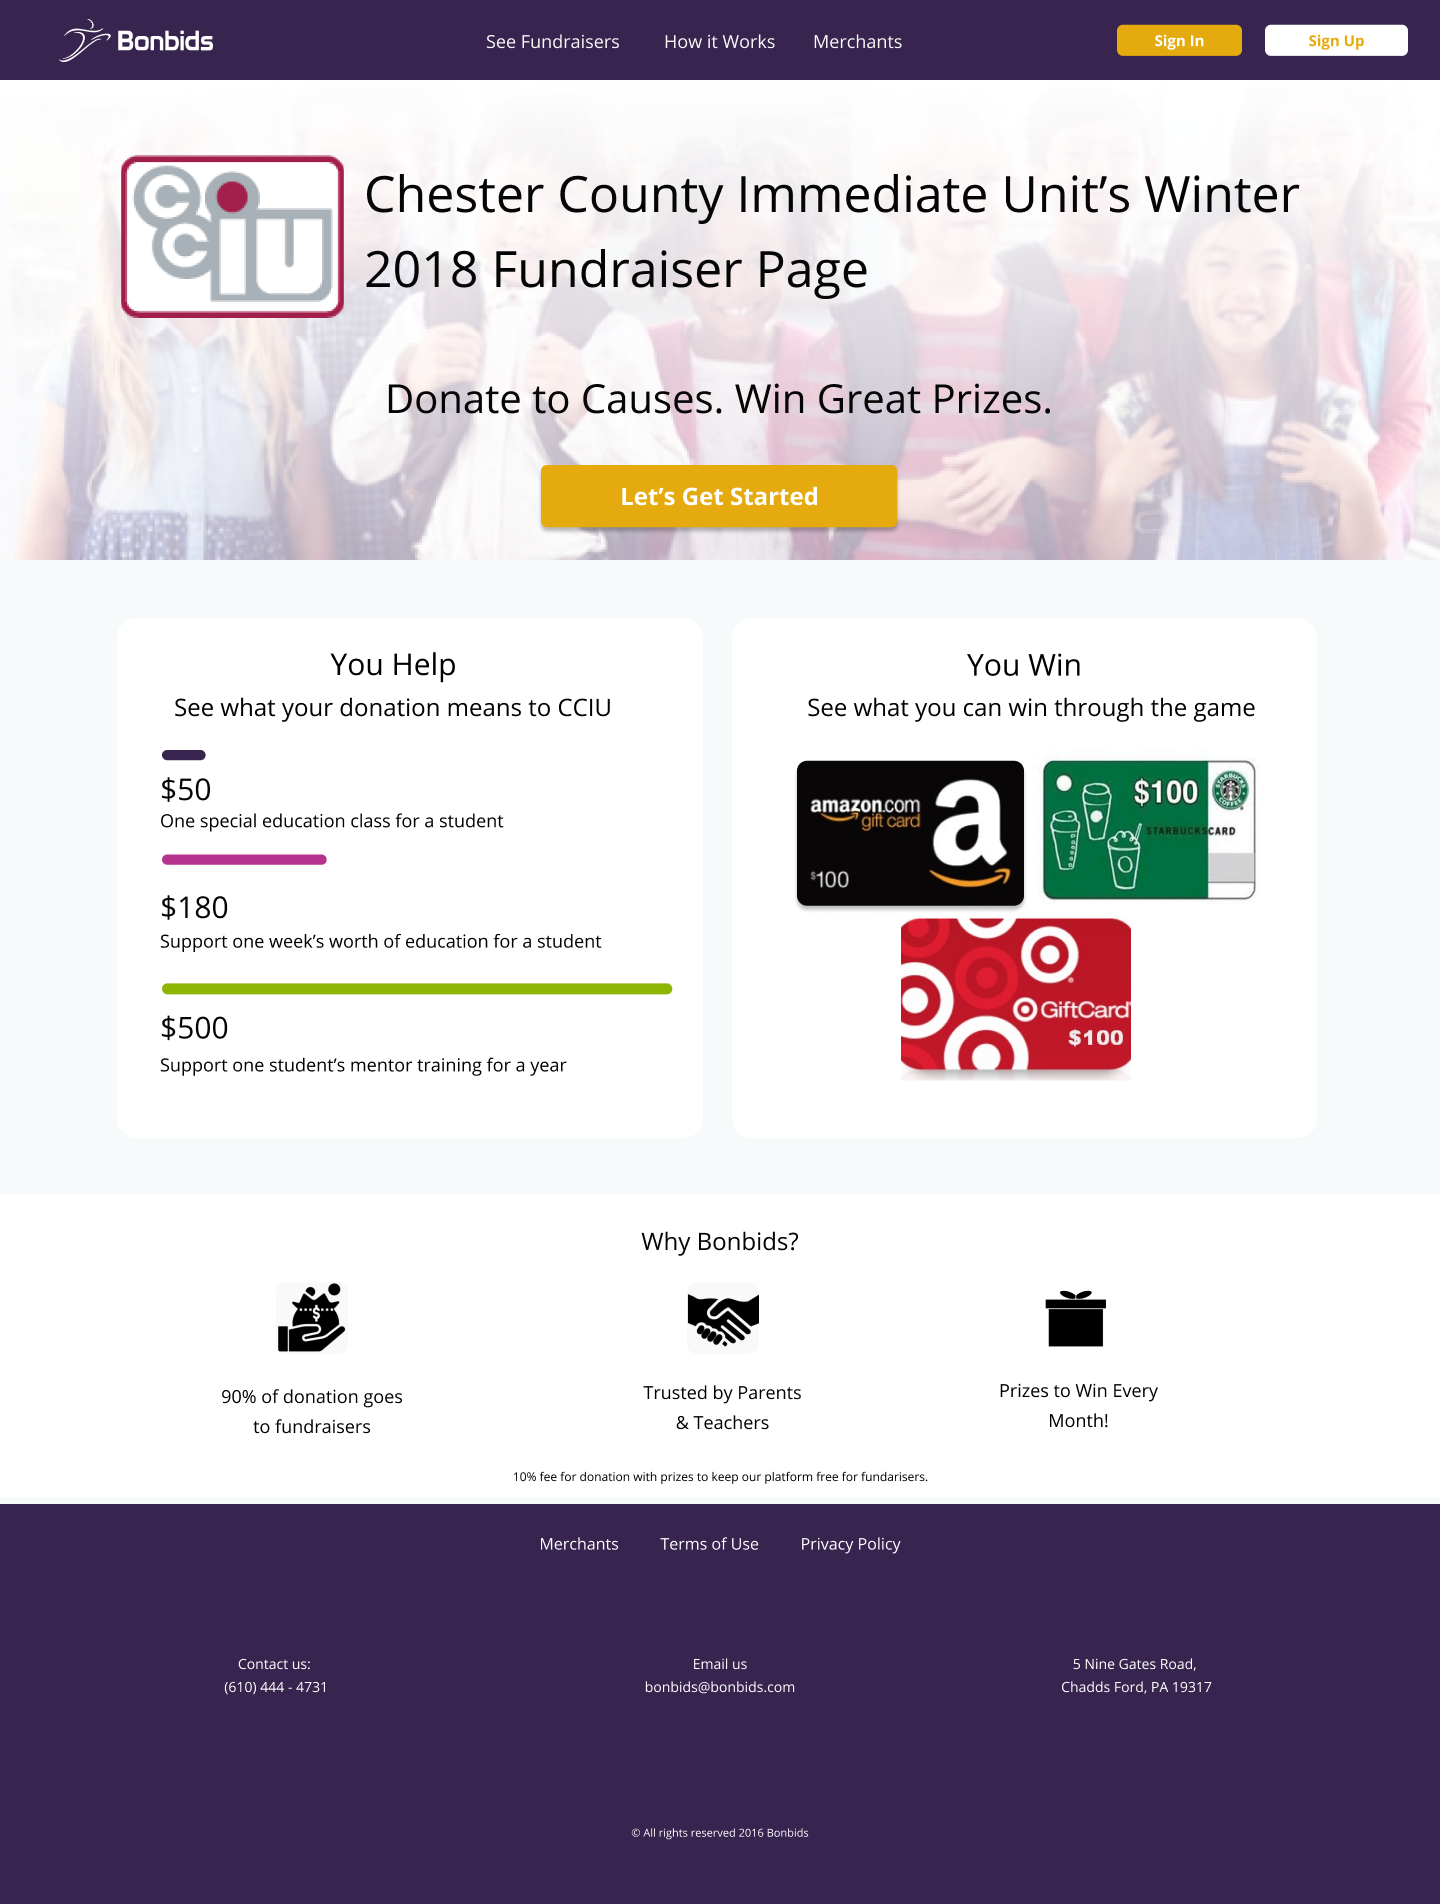 Bonbids
See Fundraisers
How it Works
Merchants
Sign In
Sign Up
CCIU
Chester County Immediate Unit’s Winter
2018 Fundraiser Page
Donate to Causes. Win Great Prizes.
Let’s Get Started
You Help
See what your donation means to CCIU
$50
One special education class for a student
$180
Support one week’s worth of education for a student
$500
Support one student’s mentor training for a year
You Win
See what you can win through the game
amazon.com
gift card
a
$100
$100
STARBUCKS COFFEE
STARBUCKSCARD
GiftCard
$100
Why Bonbids?
$
90% of donation goes
to fundraisers
Trusted by Parents
& Teachers
Prizes to Win Every
Month!
10% fee for donation with prizes to keep our platform free for fundarisers.
Merchants
Terms of Use
Privacy Policy
Contact us:
(610) 444 - 4731
Email us
bonbids@bonbids.com
5 Nine Gates Road,
Chadds Ford, PA 19317
© All rights reserved 2016 Bonbids